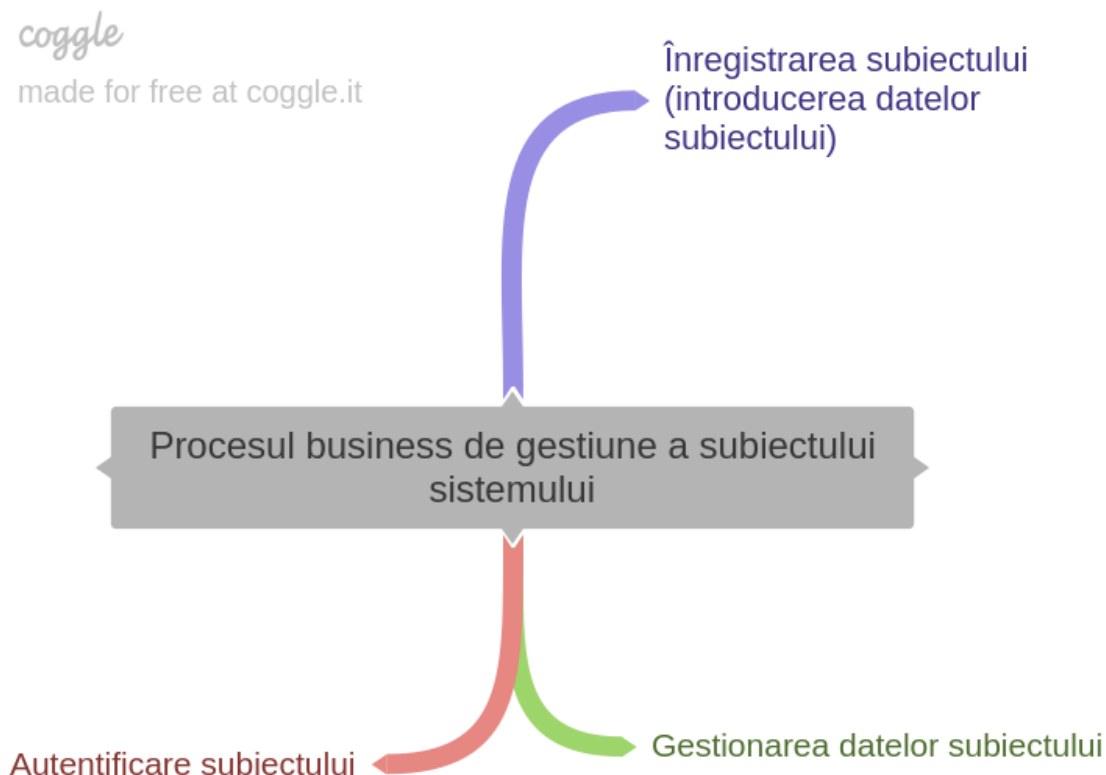 coggle
made for free at coggle.it
Înregistrarea subiectului
(introducerea datelor
subiectului)
Procesul business de gestiune a subiectului
sistemului
Gestionarea datelor subiectului
Autentificare subiectului